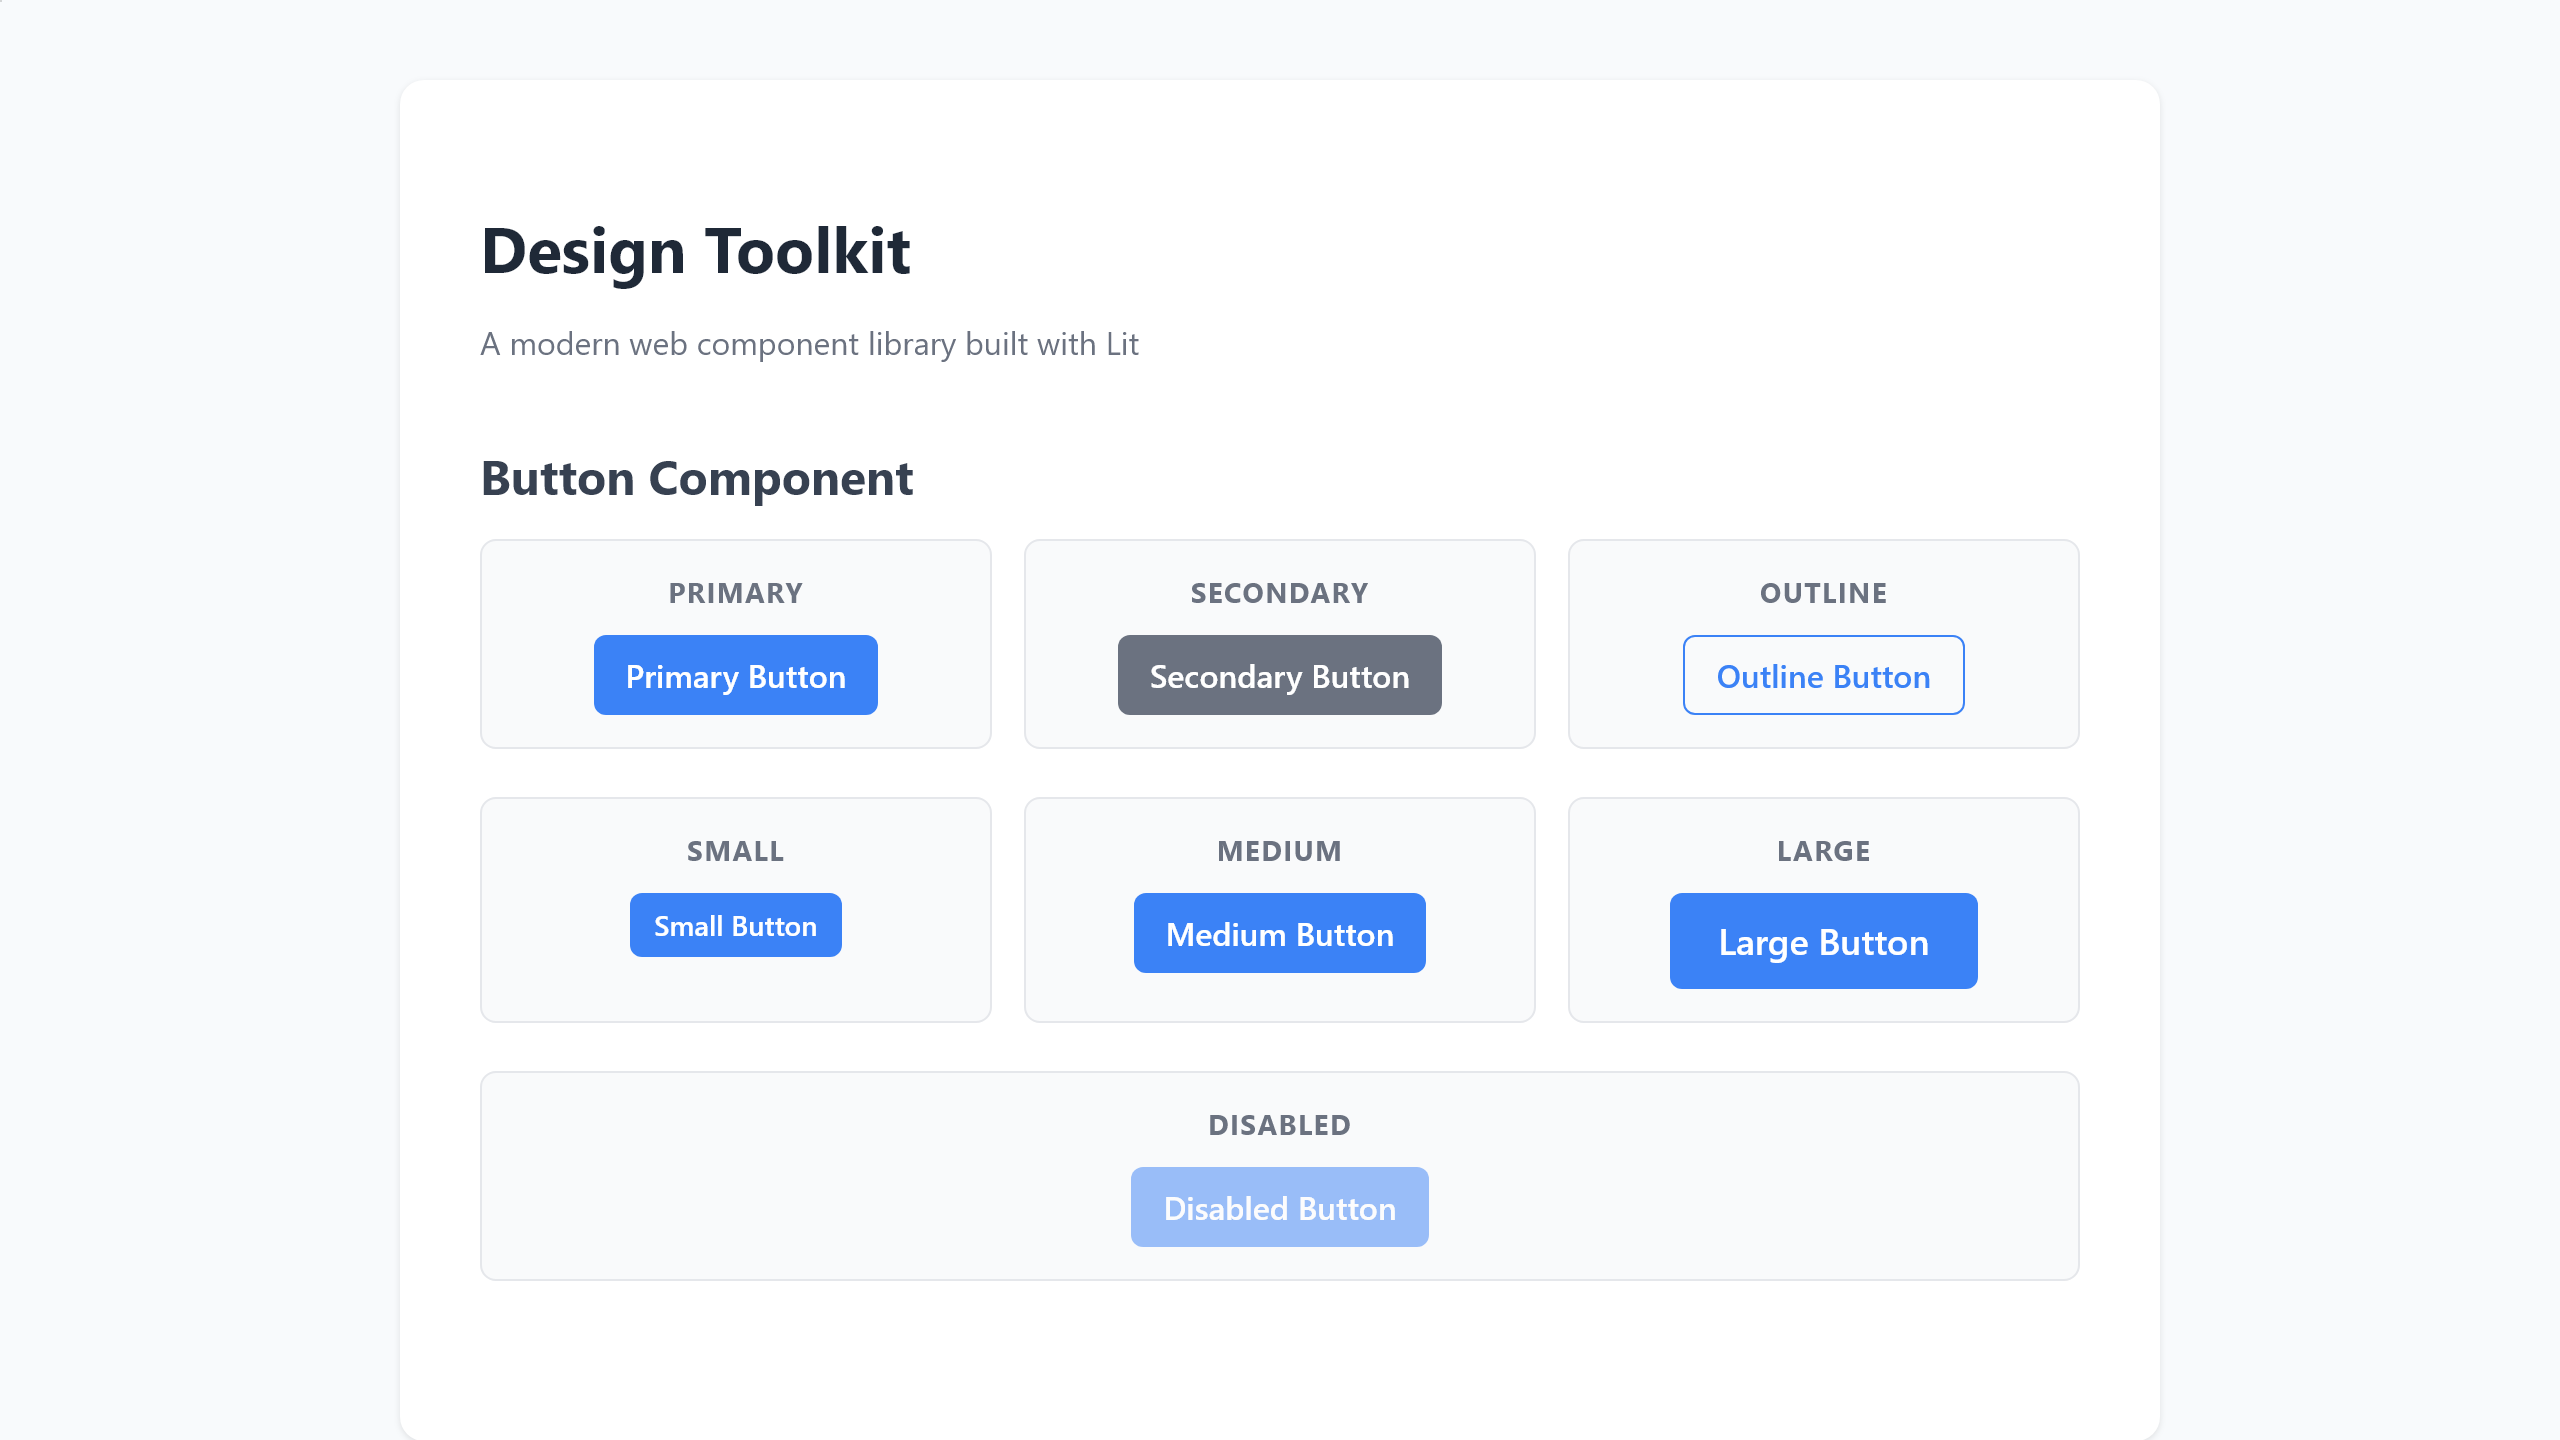 Design Toolkit
A modern web component library built with Lit
Button Component
PRIMARY
Primary Button
SECONDARY
Secondary Button
OUTLINE
Outline Button
SMALL
Small Button
MEDIUM
Medium Button
LARGE
Large Button
DISABLED
Disabled Button